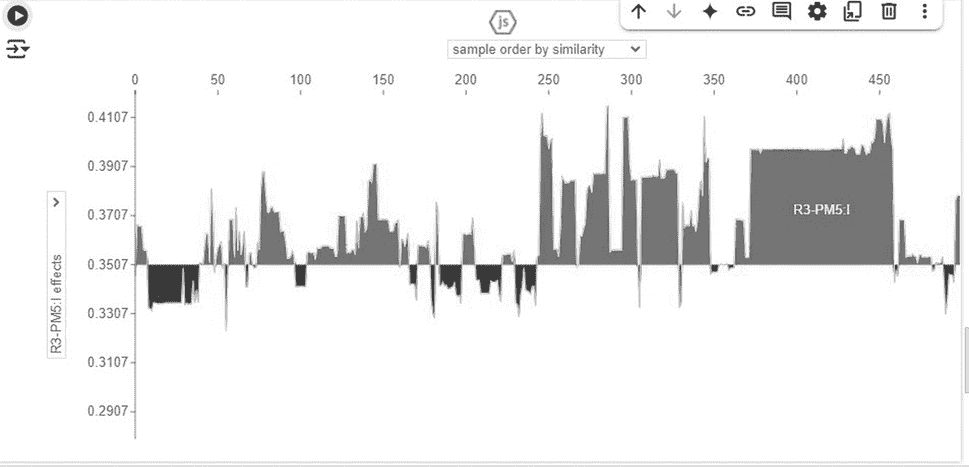 js
sample order by similarity
0 50 100 150 200 250 300 350 400 450
0.4107
0.3907
0.3707
0.3507
0.3307
0.3107
0.2907
R3-PM5:I effects
R3-PM5:I